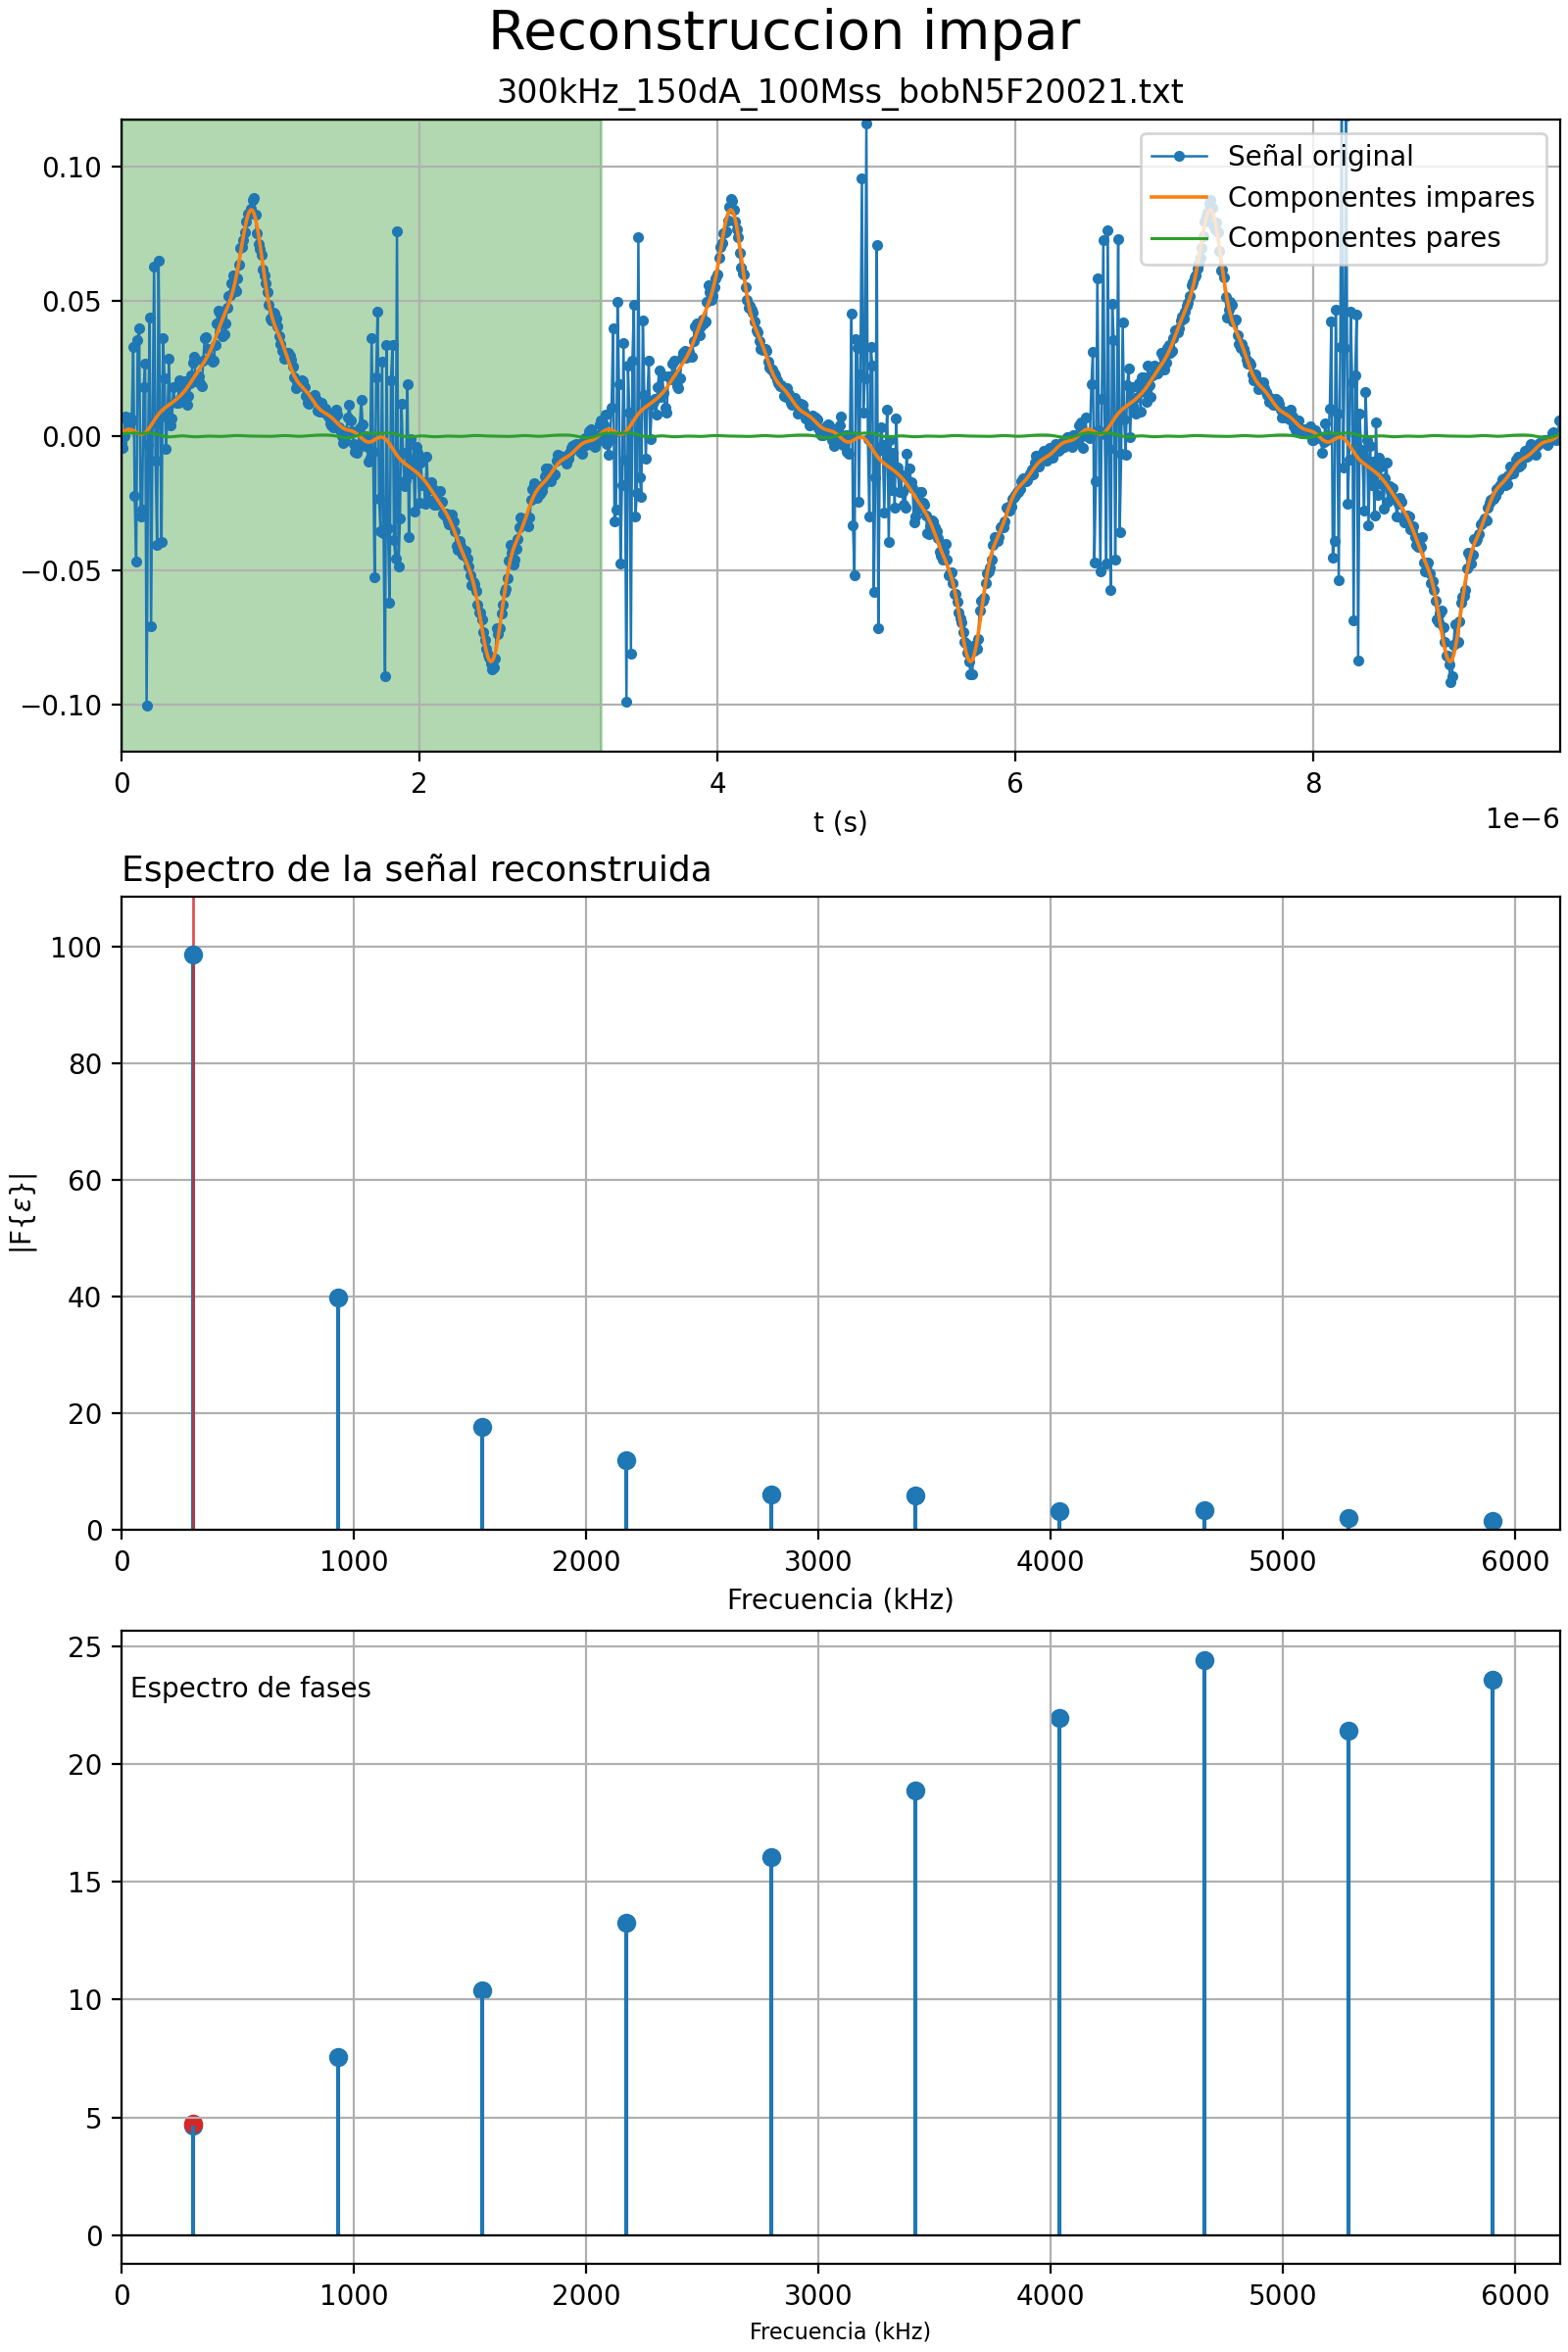 Reconstruccion impar
300kHz_150dA_100Mss_bobN5F20021.txt
0.10
0.05
0.00
−0.05
−0.10
Señal original
Componentes impares
Componentes pares
0 2 4 6 8
1e−6
t (s)
Espectro de la señal reconstruida
100
80
60
40
20
0
|F{ε}|
0 1000 2000 3000 4000 5000 6000
Frecuencia (kHz)
Espectro de fases
25
20
15
10
5
0
0 1000 2000 3000 4000 5000 6000
Frecuencia (kHz)